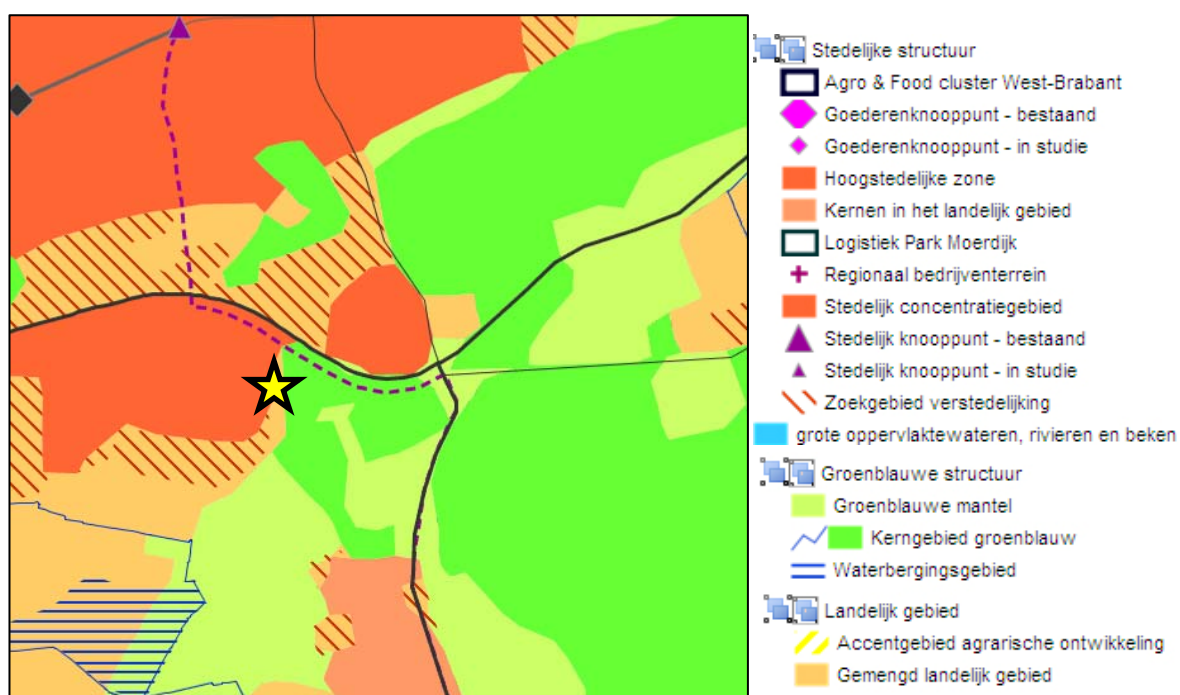 Stedelijke structuur
Agro & Food cluster West-Brabant
Goederenknooppunt - bestaand
Goederenknooppunt - in studie
Hoogstedelijke zone
Kernen in het landelijk gebied
Logistiek Park Moerdijk
Regionaal bedrijventerrein
Stedelijk concentratiegebied
Stedelijk knooppunt - bestaand
Stedelijk knooppunt - in studie
Zoekgebied verstedelijking
grote oppervlaktewateren, rivieren en beken
Groenblauwe structuur
Groenblauwe mantel
Kerngebied groenblauw
Waterbergingsgebied
Landelijk gebied
Accentgebied agrarische ontwikkeling
Gemengd landelijk gebied